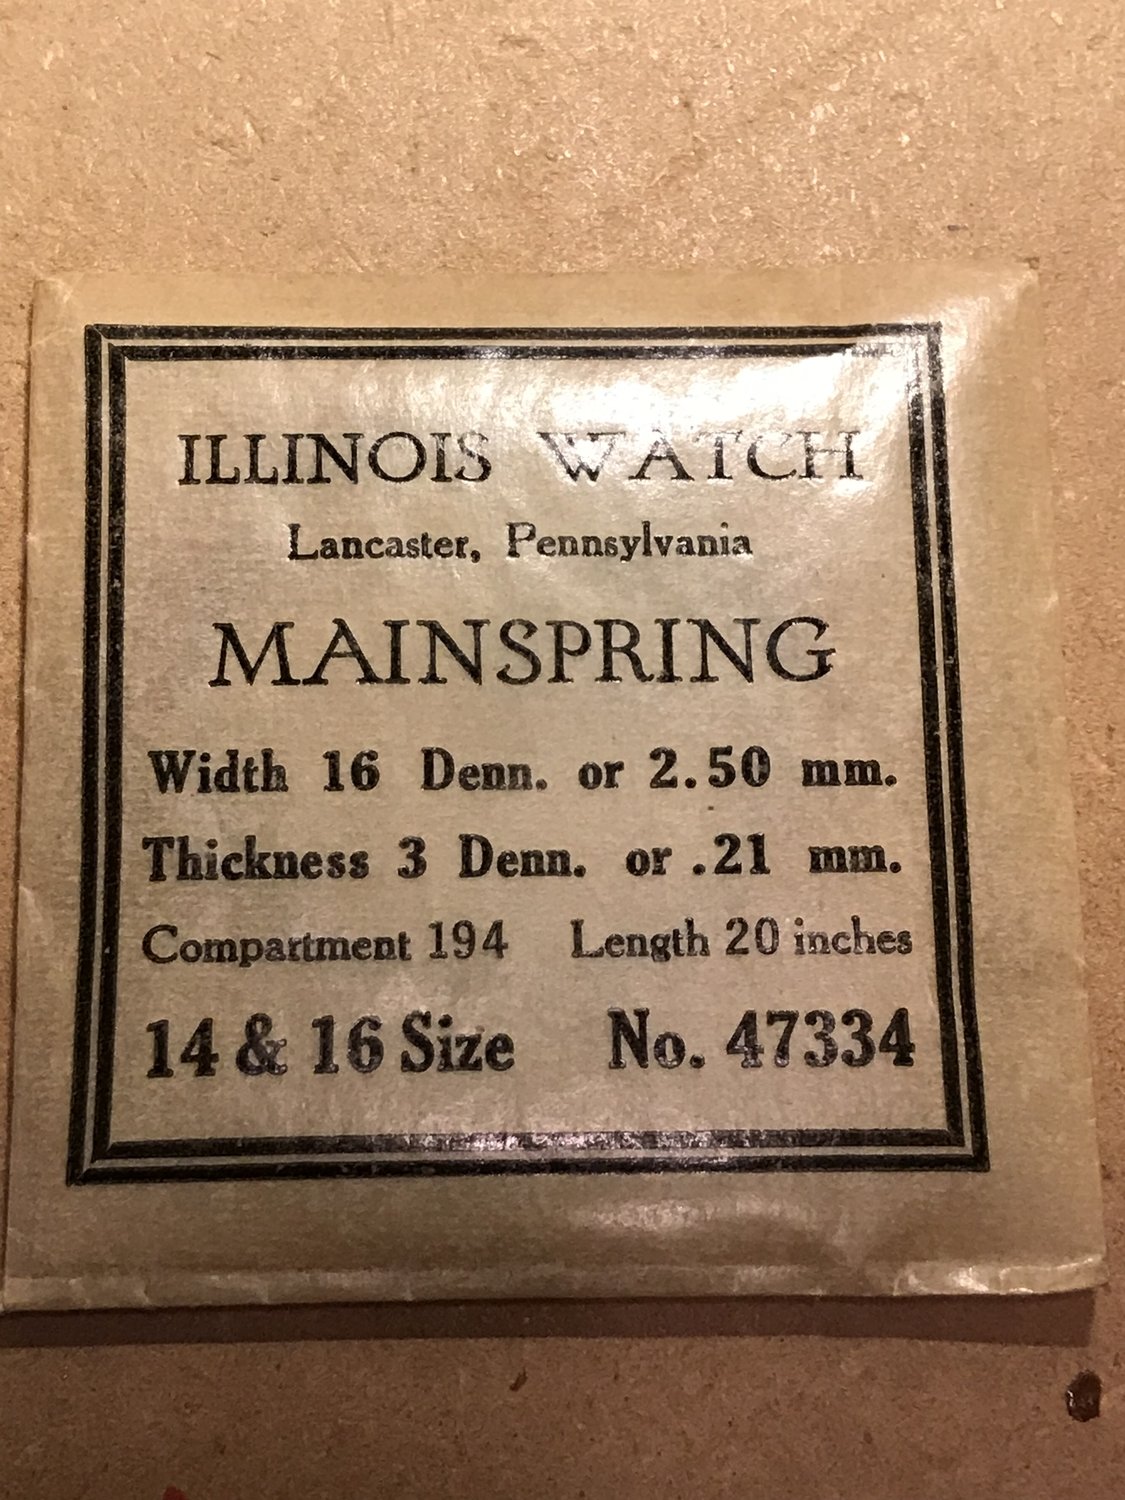 ILLINOIS WATCH
Lancaster, Pennsylvania
MAINSPRING
Width 16 Denn. or 2.50 mm.
Thickness 3 Denn. or .21 mm.
Compartment 194 Length 20 inches
14 & 16 Size No. 47334